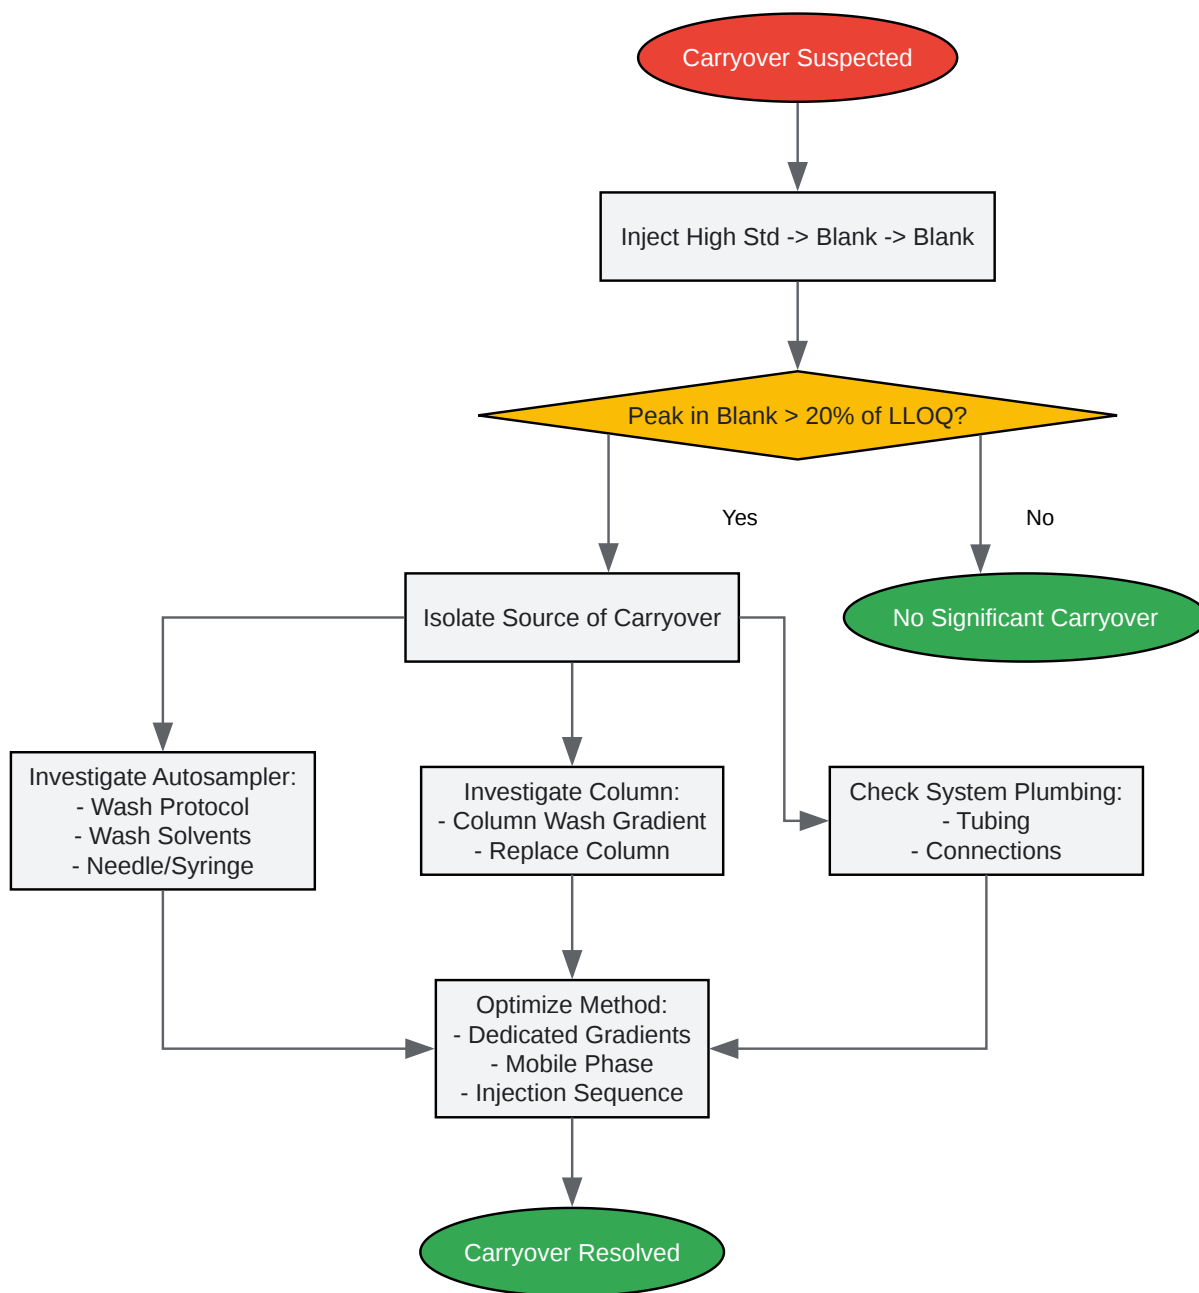 Carryover Suspected
Inject High Std -> Blank -> Blank
Peak in Blank > 20% of LLOQ?
Yes
No
Isolate Source of Carryover
No Significant Carryover
Investigate Autosampler:
- Wash Protocol
- Wash Solvents
- Needle/Syringe
Investigate Column:
- Column Wash Gradient
- Replace Column
Check System Plumbing:
- Tubing
- Connections
Optimize Method:
- Dedicated Gradients
- Mobile Phase
- Injection Sequence
Carryover Resolved